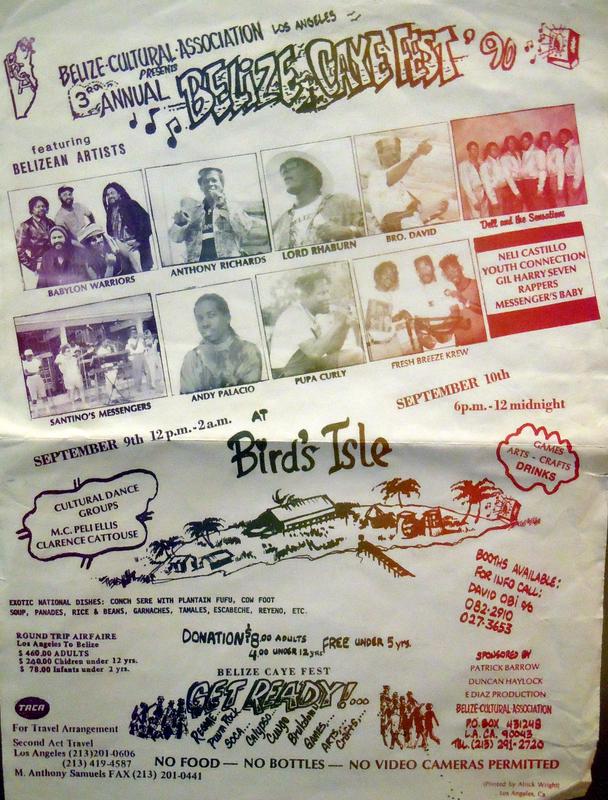 BELIZE-CULTURAL-ASSOCIATION LOS ANGELES
PRESENTS
3RD ANNUAL BELIZE CAYE FEST '90
featuring
BELIZEAN ARTISTS
BABYLON WARRIORS
ANTHONY RICHARDS
LORD RHABURN
BRO. DAVID
Dell and the Sensations
SANTINO'S MESSENGERS
ANDY PALACIO
PUPA CURLY
FRESH BREEZE KREW
NELI CASTILLO
YOUTH CONNECTION
GIL HARRY SEVEN
RAPPERS
MESSENGER'S BABY
SEPTEMBER 9th 12 p.m.-2 a.m.
SEPTEMBER 10th
6p.m.-12 midnight
AT
Bird's Isle
GAMES
ARTS - CRAFTS
DRINKS
CULTURAL DANCE
GROUPS
M.C. PELI ELLIS
CLARENCE CATTOUSE
BOOTHS AVAILABLE:
FOR INFO CALL:
DAVID OBI 96
082-2910
027-3653
EXOTIC NATIONAL DISHES: CONCH SERE WITH PLANTAIN FUFU, COW FOOT
SOUP, PANADES, RICE & BEANS, GARNACHES, TAMALES, ESCABECHE, REYENO, ETC.
ROUND TRIP AIRFAIRE
Los Angeles To Belize
$ 460.00 ADULTS
$ 240.00 Chidren under 12 yrs.
$ 78.00 Infants under 2 yrs.
DONATION $8.00 ADULTS
4.00 UNDER 12 yrs.
FREE UNDER 5 yrs.
BELIZE CAYE FEST
GET READY!...
REGGAE
Punta Rock
SOCA...
Calypso
Cungo
Brukdown
GAMES...
ARTS...
CRAFTS...
SPONSORED BY
PATRICK BARROW
DUNCAN HAYLOCK
E DIAZ PRODUCTION
BELIZE-CULTURAL-ASSOCIATION
P.O. BOX 431248
L.A. CA. 90043
TEL. (213) 291-2720
TACA
For Travel Arrangement
Second Act Travel
Los Angeles (213)201-0606
(213) 419-4587
M. Anthony Samuels FAX (213) 201-0441
NO FOOD — NO BOTTLES — NO VIDEO CAMERAS PERMITTED
(Printed by Alrick Wright)
Los Angeles, Ca